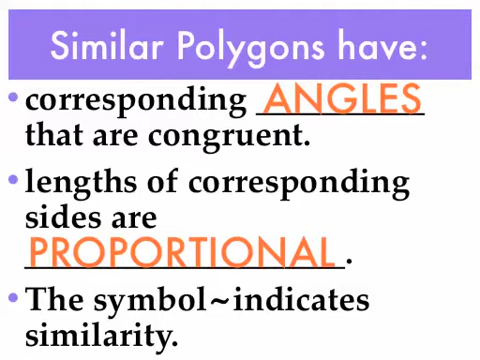 Similar Polygons have:
• corresponding ANGLES
that are congruent.
• lengths of corresponding
sides are
PROPORTIONAL.
• The symbol~indicates
similarity.